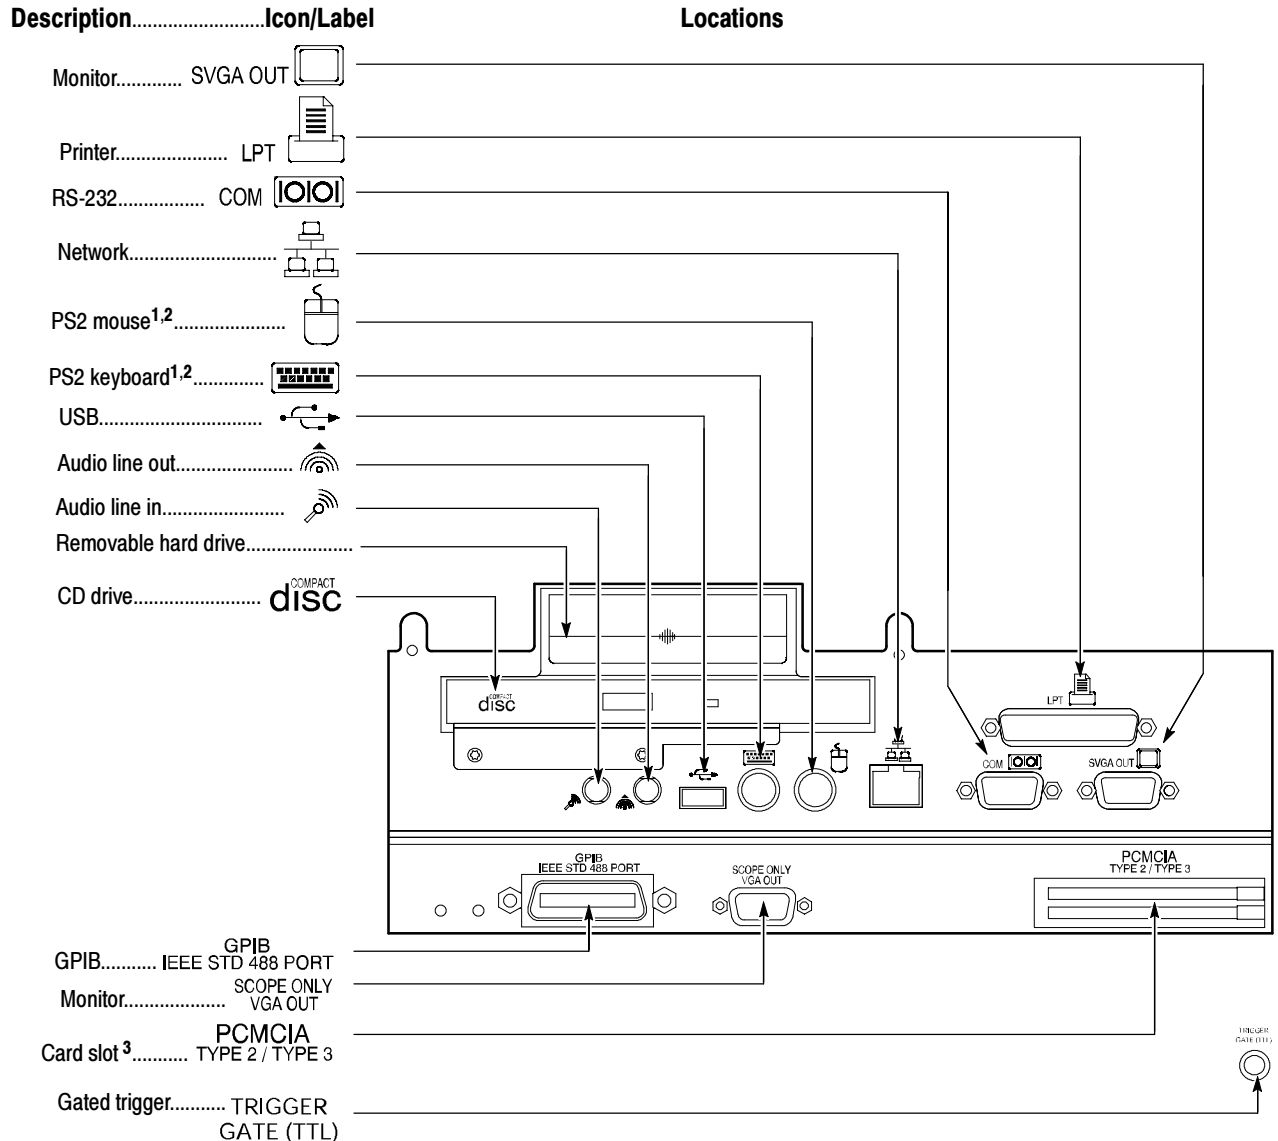 Description...........................Icon/Label
Locations
Monitor............. SVGA OUT
Printer...................... LPT
RS-232................. COM
Network.............................
PS2 mouse1,2......................
PS2 keyboard1,2..............
USB................................
Audio line out.......................
Audio line in........................
Removable hard drive.....................
CD drive......................... COMPACT disc
COMPACT
disc
LPT
COM
SVGA OUT
GPIB
IEEE STD 488 PORT
SCOPE ONLY
VGA OUT
PCMCIA
TYPE 2 / TYPE 3
GPIB........... GPIB
IEEE STD 488 PORT
Monitor.................... SCOPE ONLY
VGA OUT
Card slot 3........... PCMCIA
TYPE 2 / TYPE 3
TRIGGER
GATE (TTL)
Gated trigger........... TRIGGER
GATE (TTL)